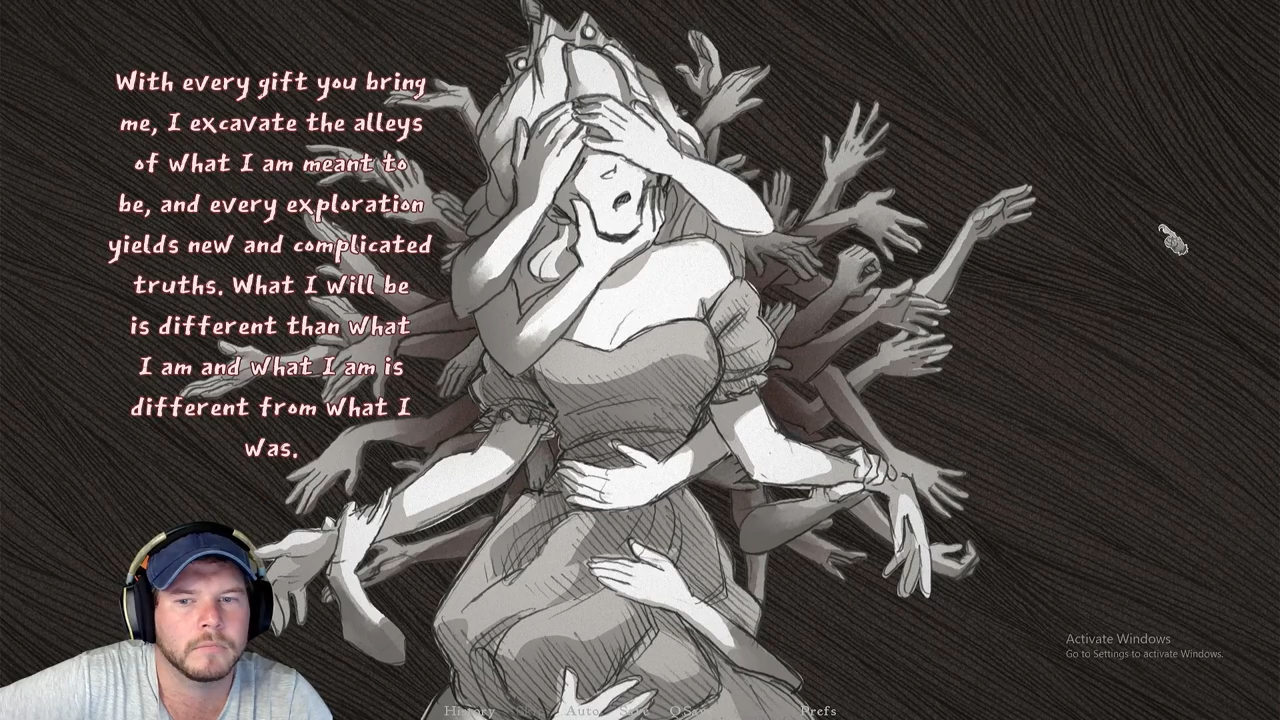 With every gift you bring
me, I excavate the alleys
of what I am meant to
be, and every exploration
yields new and complicated
truths. What I will be
is different than what
I am and what I am is
different from what I
was.
Activate Windows
Go to Settings to activate Windows.
History Skip Auto Save Q.Save Prefs